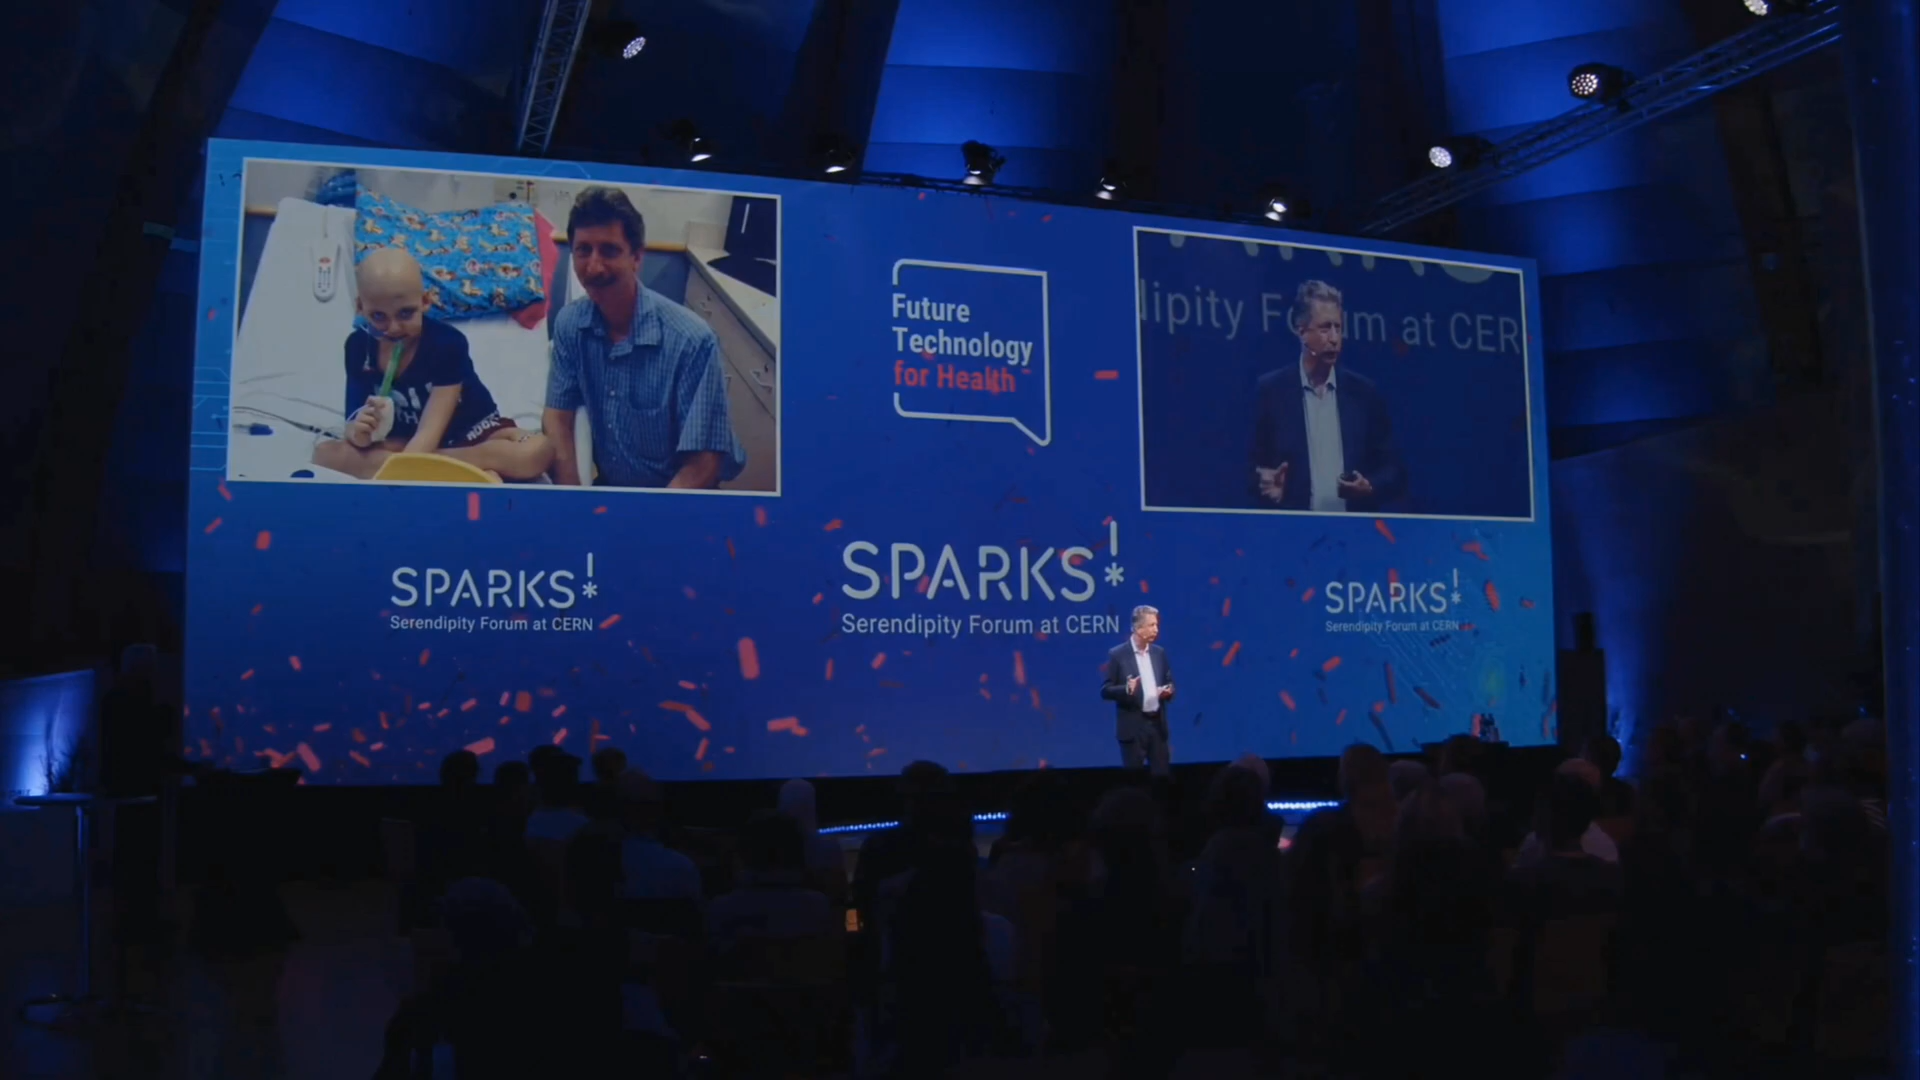 Future
Technology
for Health
dipity Forum at CER
SPARKS!
Serendipity Forum at CERN
SPARKS!
Serendipity Forum at CERN
SPARKS!
Serendipity Forum at CERN